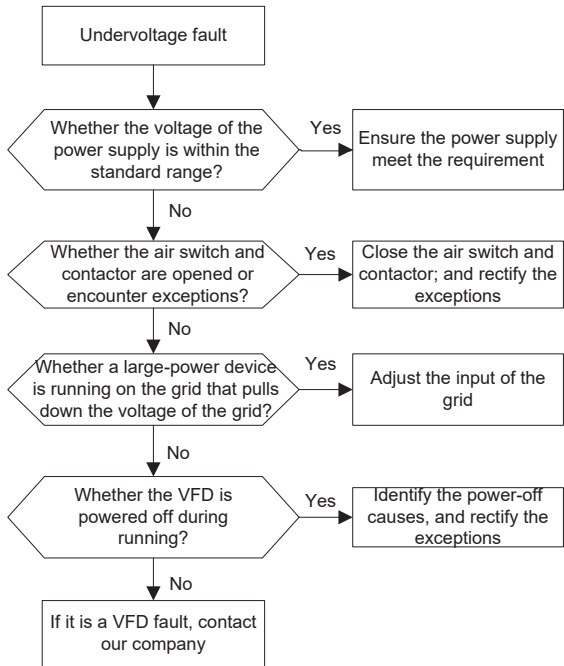 Undervoltage fault
Whether the voltage of the
power supply is within the
standard range?
Yes
Ensure the power supply
meet the requirement
No
Whether the air switch and
contactor are opened or
encounter exceptions?
Yes
Close the air switch and
contactor; and rectify the
exceptions
No
Whether a large-power device
is running on the grid that pulls
down the voltage of the grid?
Yes
Adjust the input of the
grid
No
Whether the VFD is
powered off during
running?
Yes
Identify the power-off
causes, and rectify the
exceptions
No
If it is a VFD fault, contact
our company